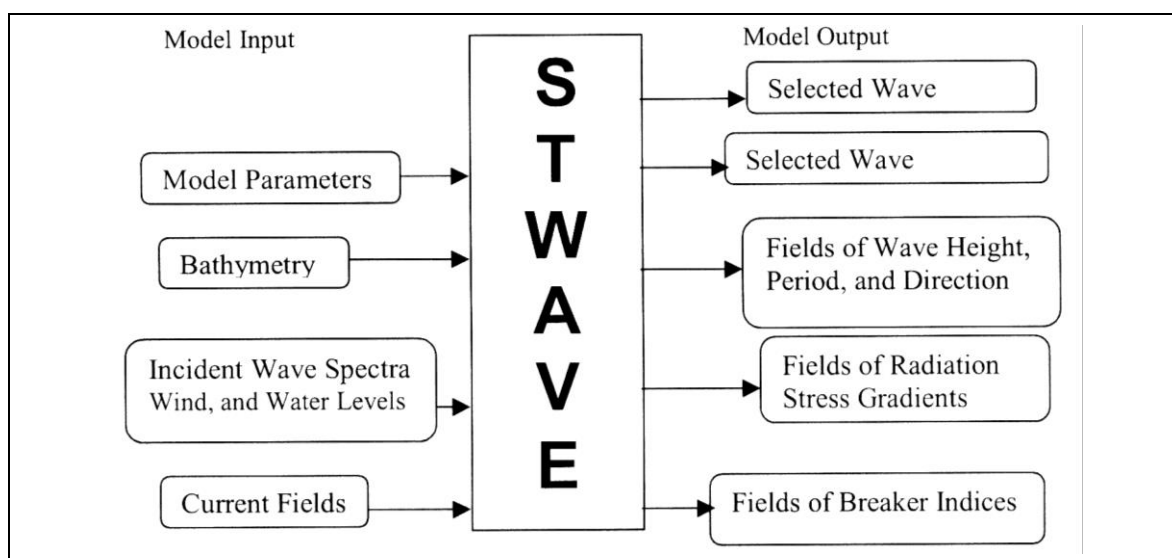 Model Input
Model Parameters
Bathymetry
Incident Wave Spectra
Wind, and Water Levels
Current Fields
S
T
W
A
V
E
Model Output
Selected Wave
Selected Wave
Fields of Wave Height,
Period, and Direction
Fields of Radiation
Stress Gradients
Fields of Breaker Indices